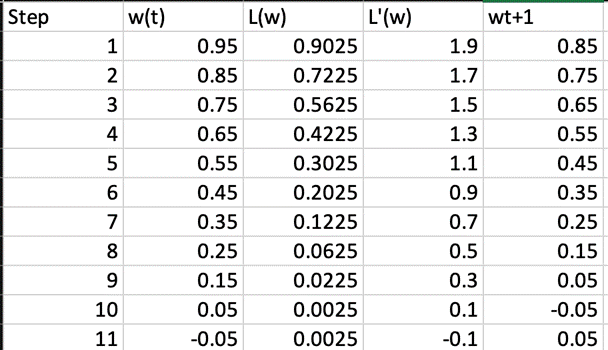 Step w(t) L(w) L'(w) wt+1
1 0.95 0.9025 1.9 0.85
2 0.85 0.7225 1.7 0.75
3 0.75 0.5625 1.5 0.65
4 0.65 0.4225 1.3 0.55
5 0.55 0.3025 1.1 0.45
6 0.45 0.2025 0.9 0.35
7 0.35 0.1225 0.7 0.25
8 0.25 0.0625 0.5 0.15
9 0.15 0.0225 0.3 0.05
10 0.05 0.0025 0.1 -0.05
11 -0.05 0.0025 -0.1 0.05